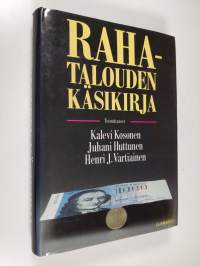 RAHA-
TALOUDEN
KÄSIKIRJA
Toimittaneet
Kalevi Kosonen
Juhani Huttunen
Henri J. Vartiainen